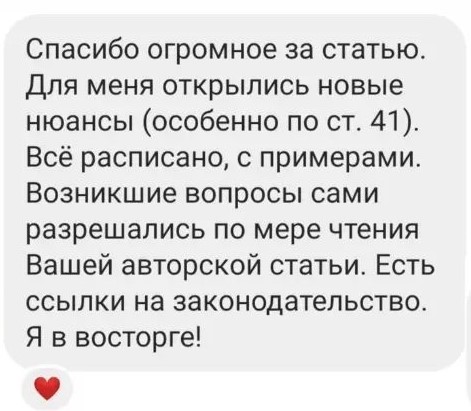 Спасибо огромное за статью.
Для меня открылись новые
нюансы (особенно по ст. 41).
Всё расписано, с примерами.
Возникшие вопросы сами
разрешались по мере чтения
Вашей авторской статьи. Есть
ссылки на законодательство.
Я в восторге!